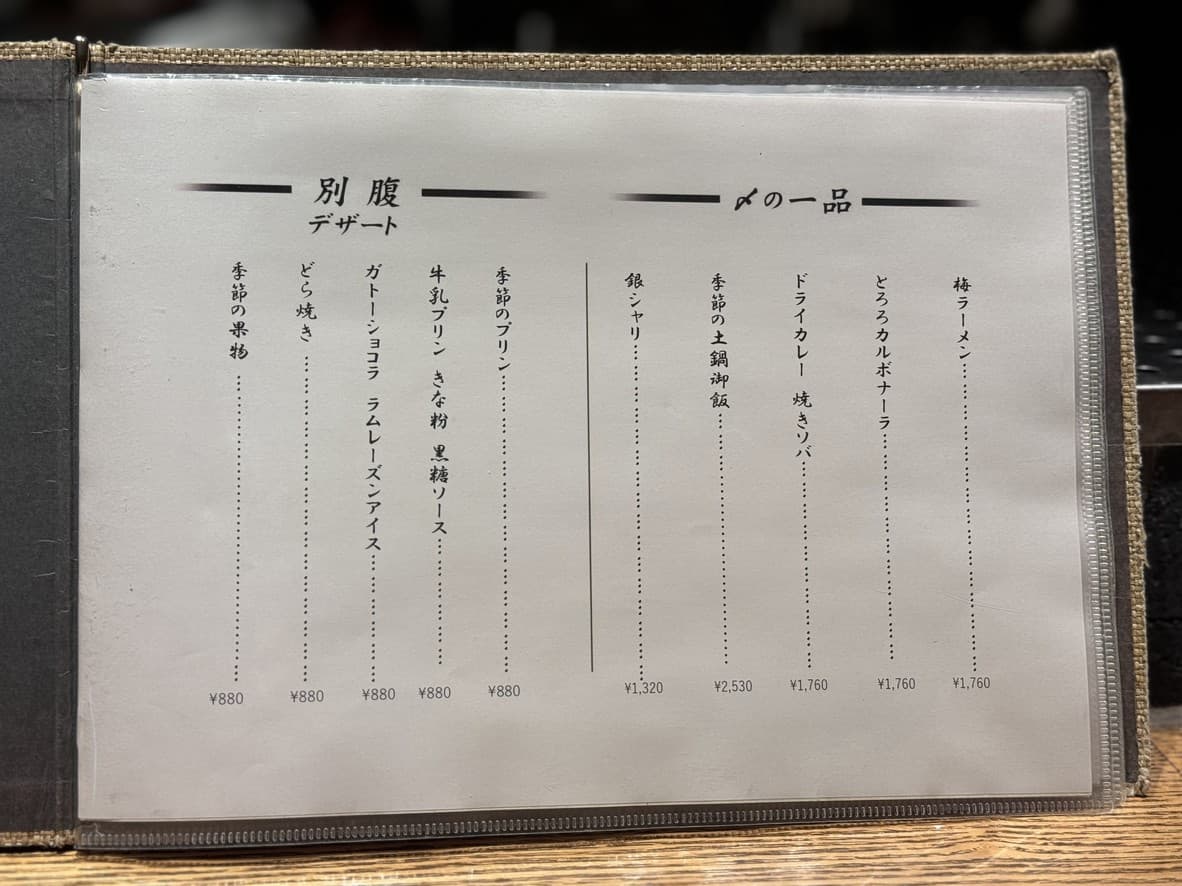 〆の一品
梅ラーメン
¥1,760
とろろカルボナーラ
¥1,760
ドライカレー 焼きソバ
¥1,760
季節の土鍋御飯
¥2,530
銀シャリ
¥1,320
別腹
デザート
季節のプリン
¥880
牛乳プリン きな粉 黒糖ソース
¥880
ガトーショコラ ラムレーズンアイス
¥880
どら焼き
¥880
季節の果物
¥880